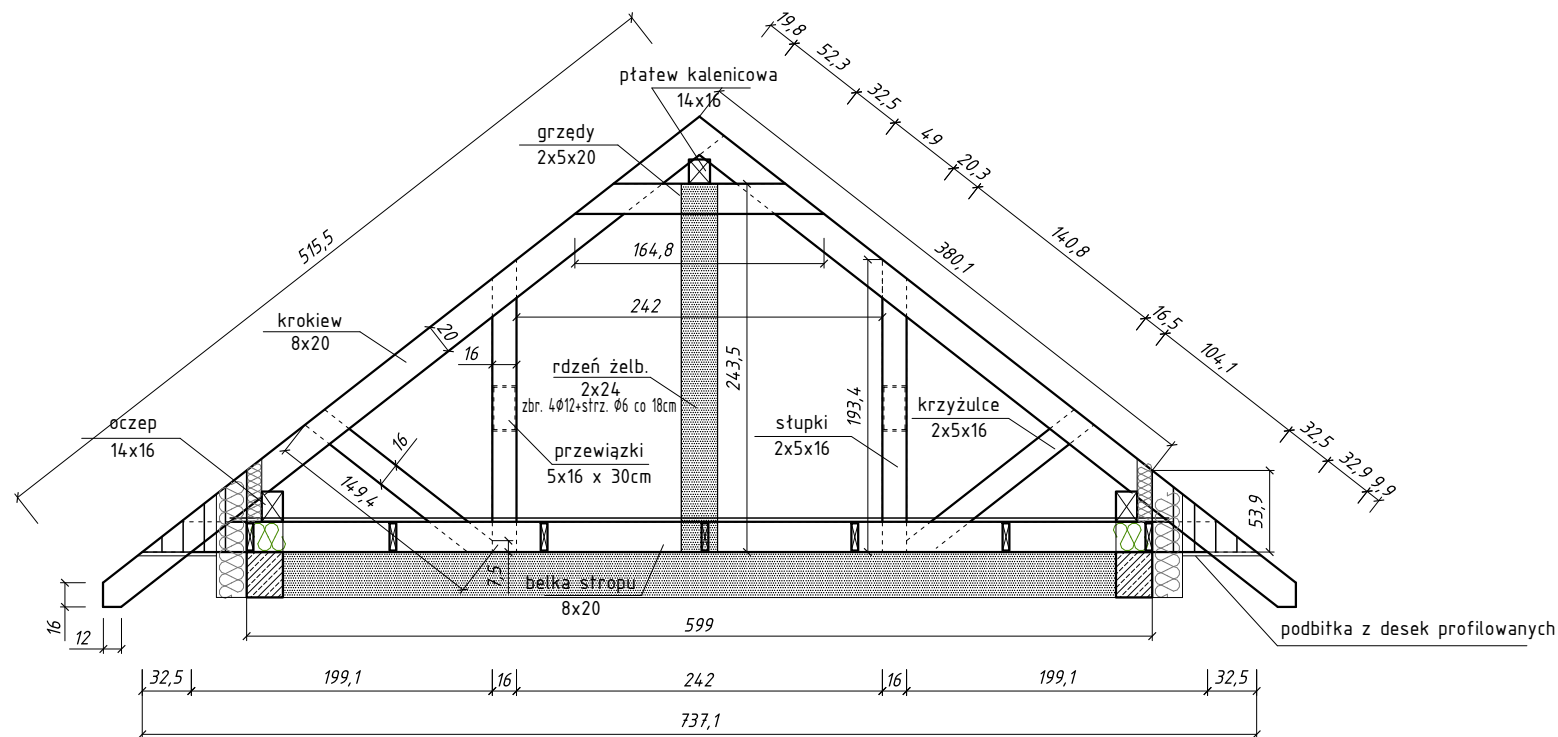 płatew kalenicowa
14x16
grzędy
2x5x20
19,8
52,3
32,5
49
20,3
140,8
16,5
104,1
32,5
32,9
9,9
515,5
380,1
164,8
242
krokiew
8x20
20
16
243,5
193,4
rdzeń żelb.
2x24
zbr. 4Φ12+strz. Φ6 co 18cm
słupki
2x5x16
krzyżulce
2x5x16
oczep
14x16
16
149,4
przewiązki
5x16 x 30cm
53,9
7,5
belka stropu
8x20
16
12
599
podbitka z desek profilowanych
32,5
199,1
16
242
16
199,1
32,5
737,1